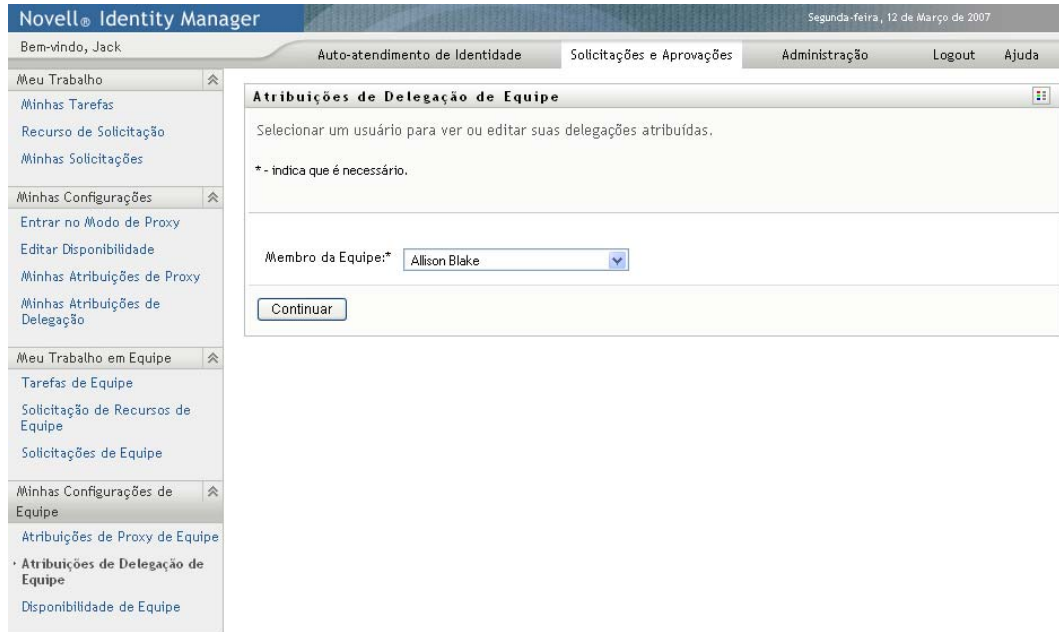 Novell® Identity Manager
Segunda-feira, 12 de Março de 2007
Bem-vindo, Jack
Auto-atendimento de Identidade
Solicitações e Aprovações
Administração
Logout
Ajuda
Meu Trabalho
Minhas Tarefas
Recurso de Solicitação
Minhas Solicitações
Minhas Configurações
Entrar no Modo de Proxy
Editar Disponibilidade
Minhas Atribuições de Proxy
Minhas Atribuições de
Delegação
Meu Trabalho em Equipe
Tarefas de Equipe
Solicitação de Recursos de
Equipe
Solicitações de Equipe
Minhas Configurações de
Equipe
Atribuições de Proxy de Equipe
Atribuições de Delegação de
Equipe
Disponibilidade de Equipe
Atribuições de Delegação de Equipe
Selecionar um usuário para ver ou editar suas delegações atribuídas.
* - indica que é necessário.
Membro da Equipe:* Allison Blake
Continuar